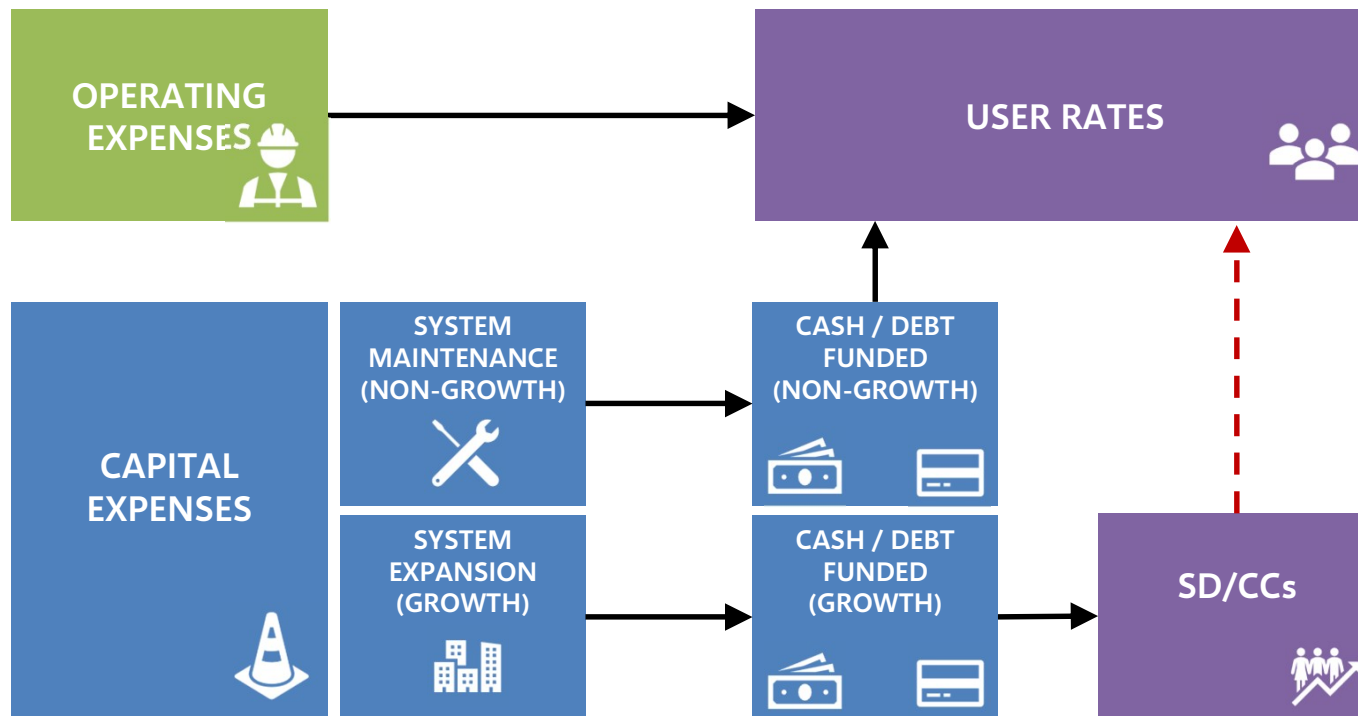 OPERATING
EXPENSES
USER RATES
CAPITAL
EXPENSES
SYSTEM
MAINTENANCE
(NON-GROWTH)
CASH / DEBT
FUNDED
(NON-GROWTH)
SYSTEM
EXPANSION
(GROWTH)
CASH / DEBT
FUNDED
(GROWTH)
SD/CCs